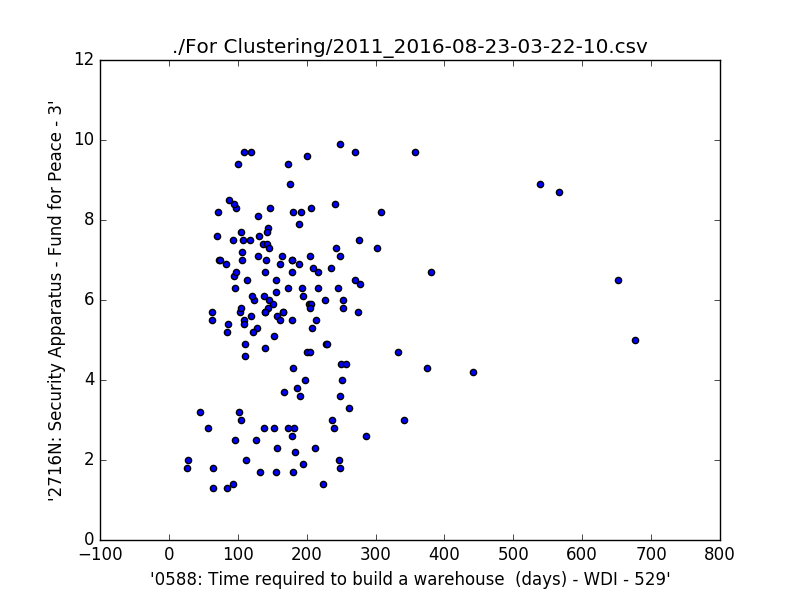 ./For Clustering/2011_2016-08-23-03-22-10.csv
'2716N: Security Apparatus - Fund for Peace - 3'
12
10
8
6
4
2
0
−100 0 100 200 300 400 500 600 700 800
'0588: Time required to build a warehouse  (days) - WDI - 529'